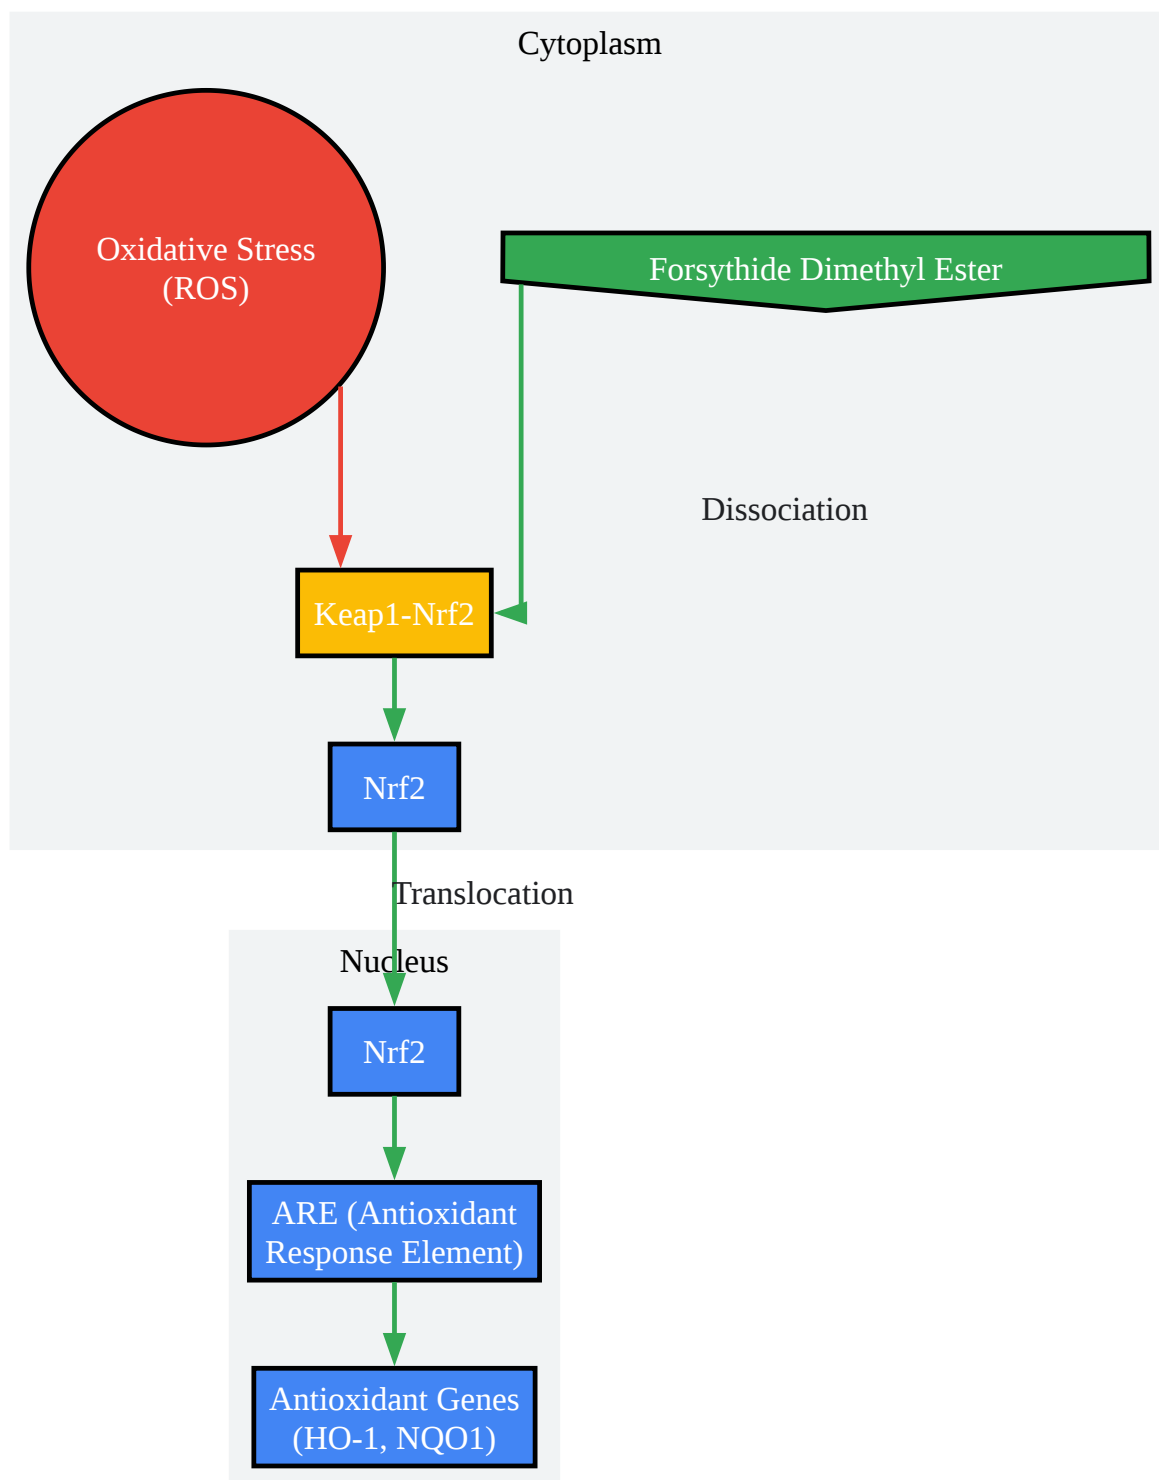 Cytoplasm
Oxidative Stress
(ROS)
Forsythide Dimethyl Ester
Dissociation
Keap1-Nrf2
Nrf2
Translocation
Nucleus
Nrf2
ARE (Antioxidant
Response Element)
Antioxidant Genes
(HO-1, NQO1)